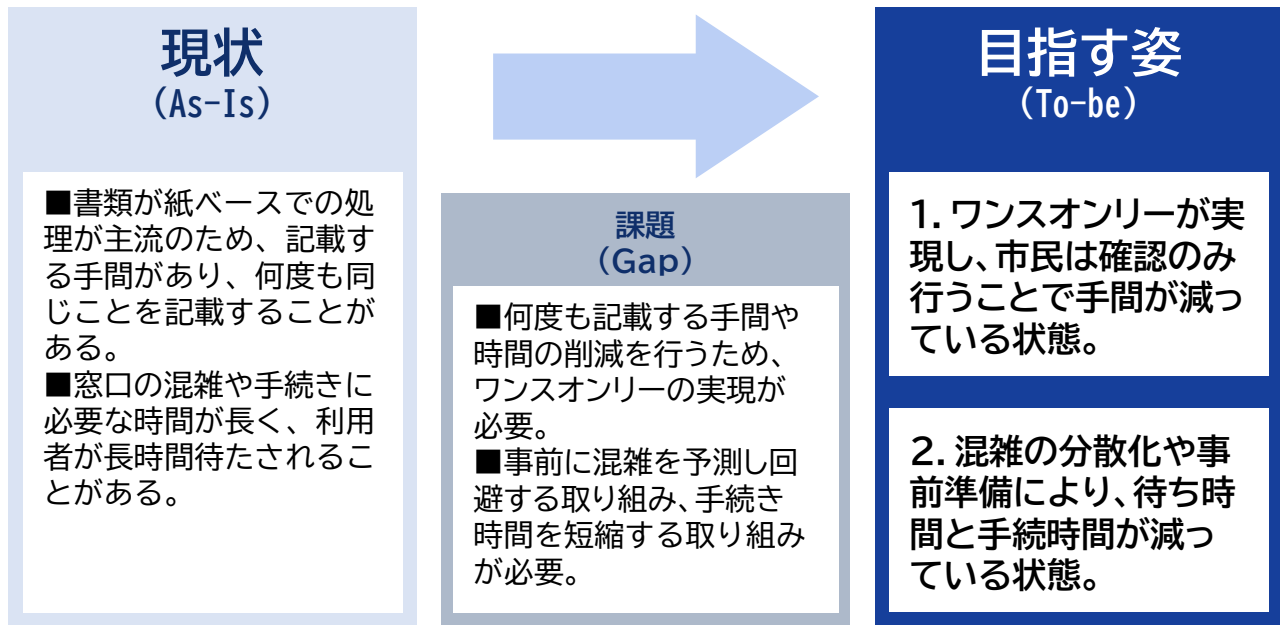 現状
(As-Is)
■書類が紙ベースでの処
理が主流のため、記載す
る手間があり、何度も同
じことを記載することが
ある。
■窓口の混雑や手続きに
必要な時間が長く、利用
者が長時間待たされるこ
とがある。
課題
(Gap)
■何度も記載する手間や
時間の削減を行うため、
ワンスオンリーの実現が
必要。
■事前に混雑を予測し回
避する取り組み、手続き
時間を短縮する取り組み
が必要。
目指す姿
(To-be)
1. ワンスオンリーが実
現し、市民は確認のみ
行うことで手間が減っ
ている状態。
2. 混雑の分散化や事
前準備により、待ち時
間と手続時間が減っ
ている状態。